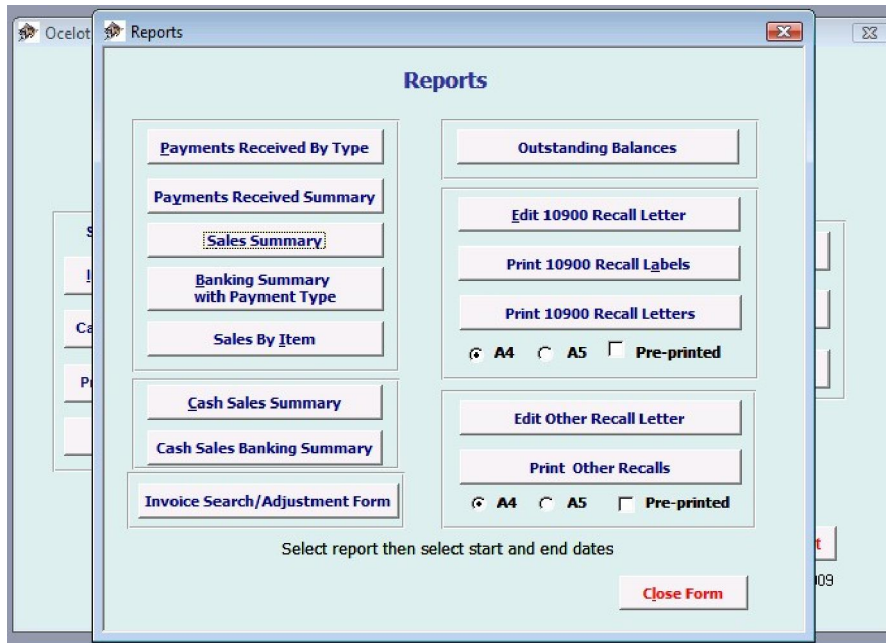 Ocelot
Reports
Reports
Payments Received By Type
Payments Received Summary
Sales Summary
Banking Summary
with Payment Type
Sales By Item
Cash Sales Summary
Cash Sales Banking Summary
Invoice Search/Adjustment Form
Outstanding Balances
Edit 10900 Recall Letter
Print 10900 Recall Labels
Print 10900 Recall Letters
A4 A5 Pre-printed
Edit Other Recall Letter
Print Other Recalls
A4 A5 Pre-printed
Select report then select start and end dates
Close Form